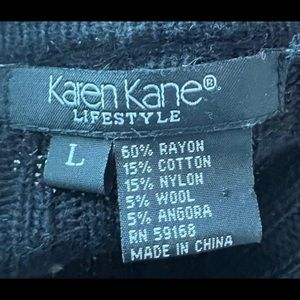 Karen Kane®
LIFESTYLE
L
60% RAYON
15% COTTON
15% NYLON
5% WOOL
5% ANGORA
RN 59168
MADE IN CHINA